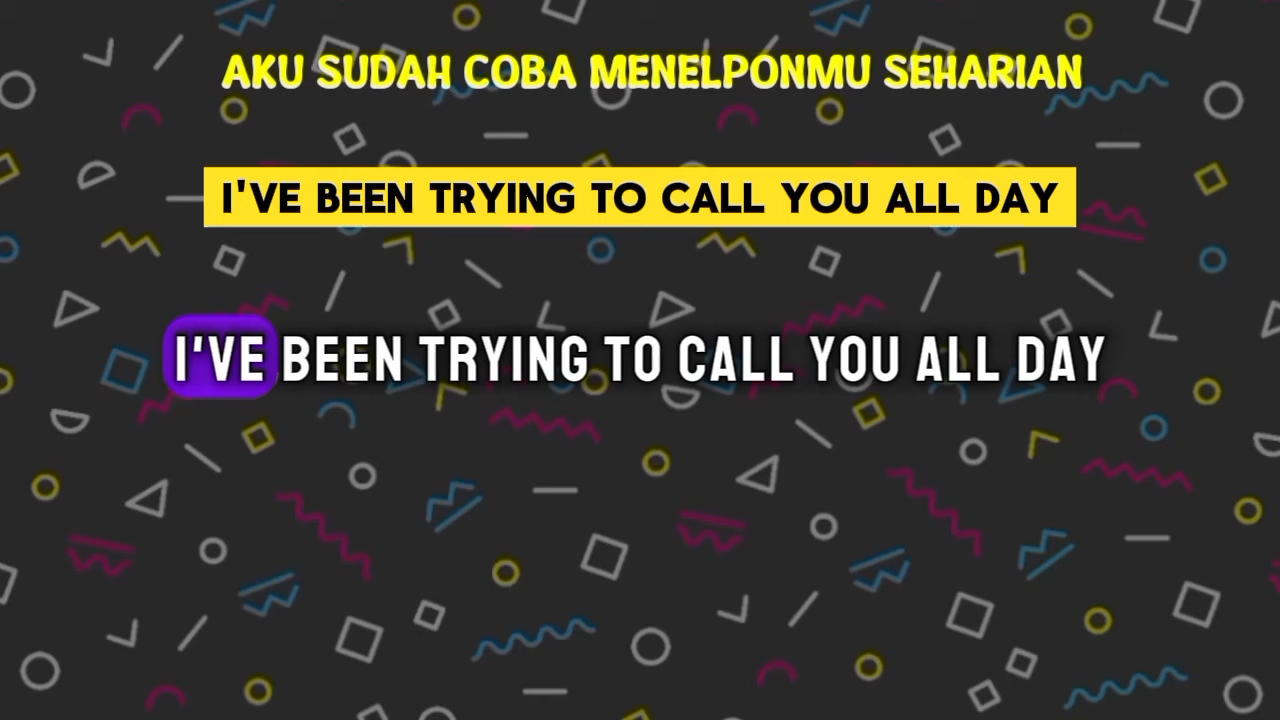 AKU SUDAH COBA MENELPONMU SEHARIAN
I'VE BEEN TRYING TO CALL YOU ALL DAY
I'VE BEEN TRYING TO CALL YOU ALL DAY